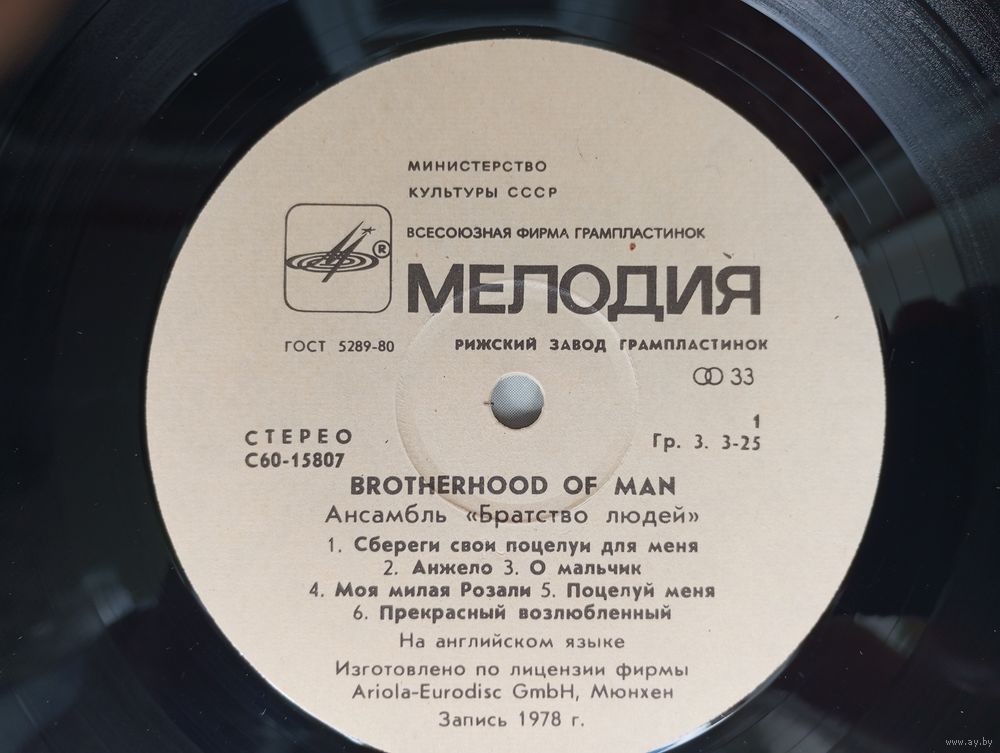 МИНИСТЕРСТВО
КУЛЬТУРЫ СССР
ВСЕСОЮЗНАЯ ФИРМА ГРАМПЛАСТИНОК
®
МЕЛОДИЯ
ГОСТ 5289-80
РИЖСКИЙ ЗАВОД ГРАМПЛАСТИНОК
33
1
СТЕРЕО
Гр. 3. 3-25
С60-15807
BROTHERHOOD OF MAN
Ансамбль «Братство людей»
1. Сбереги свои поцелуи для меня
2. Анжело 3. О мальчик
4. Моя милая Розали 5. Поцелуй меня
6. Прекрасный возлюбленный
На английском языке
Изготовлено по лицензии фирмы
Ariola-Eurodisc GmbH, Мюнхен
Запись 1978 г.
www.ay.by